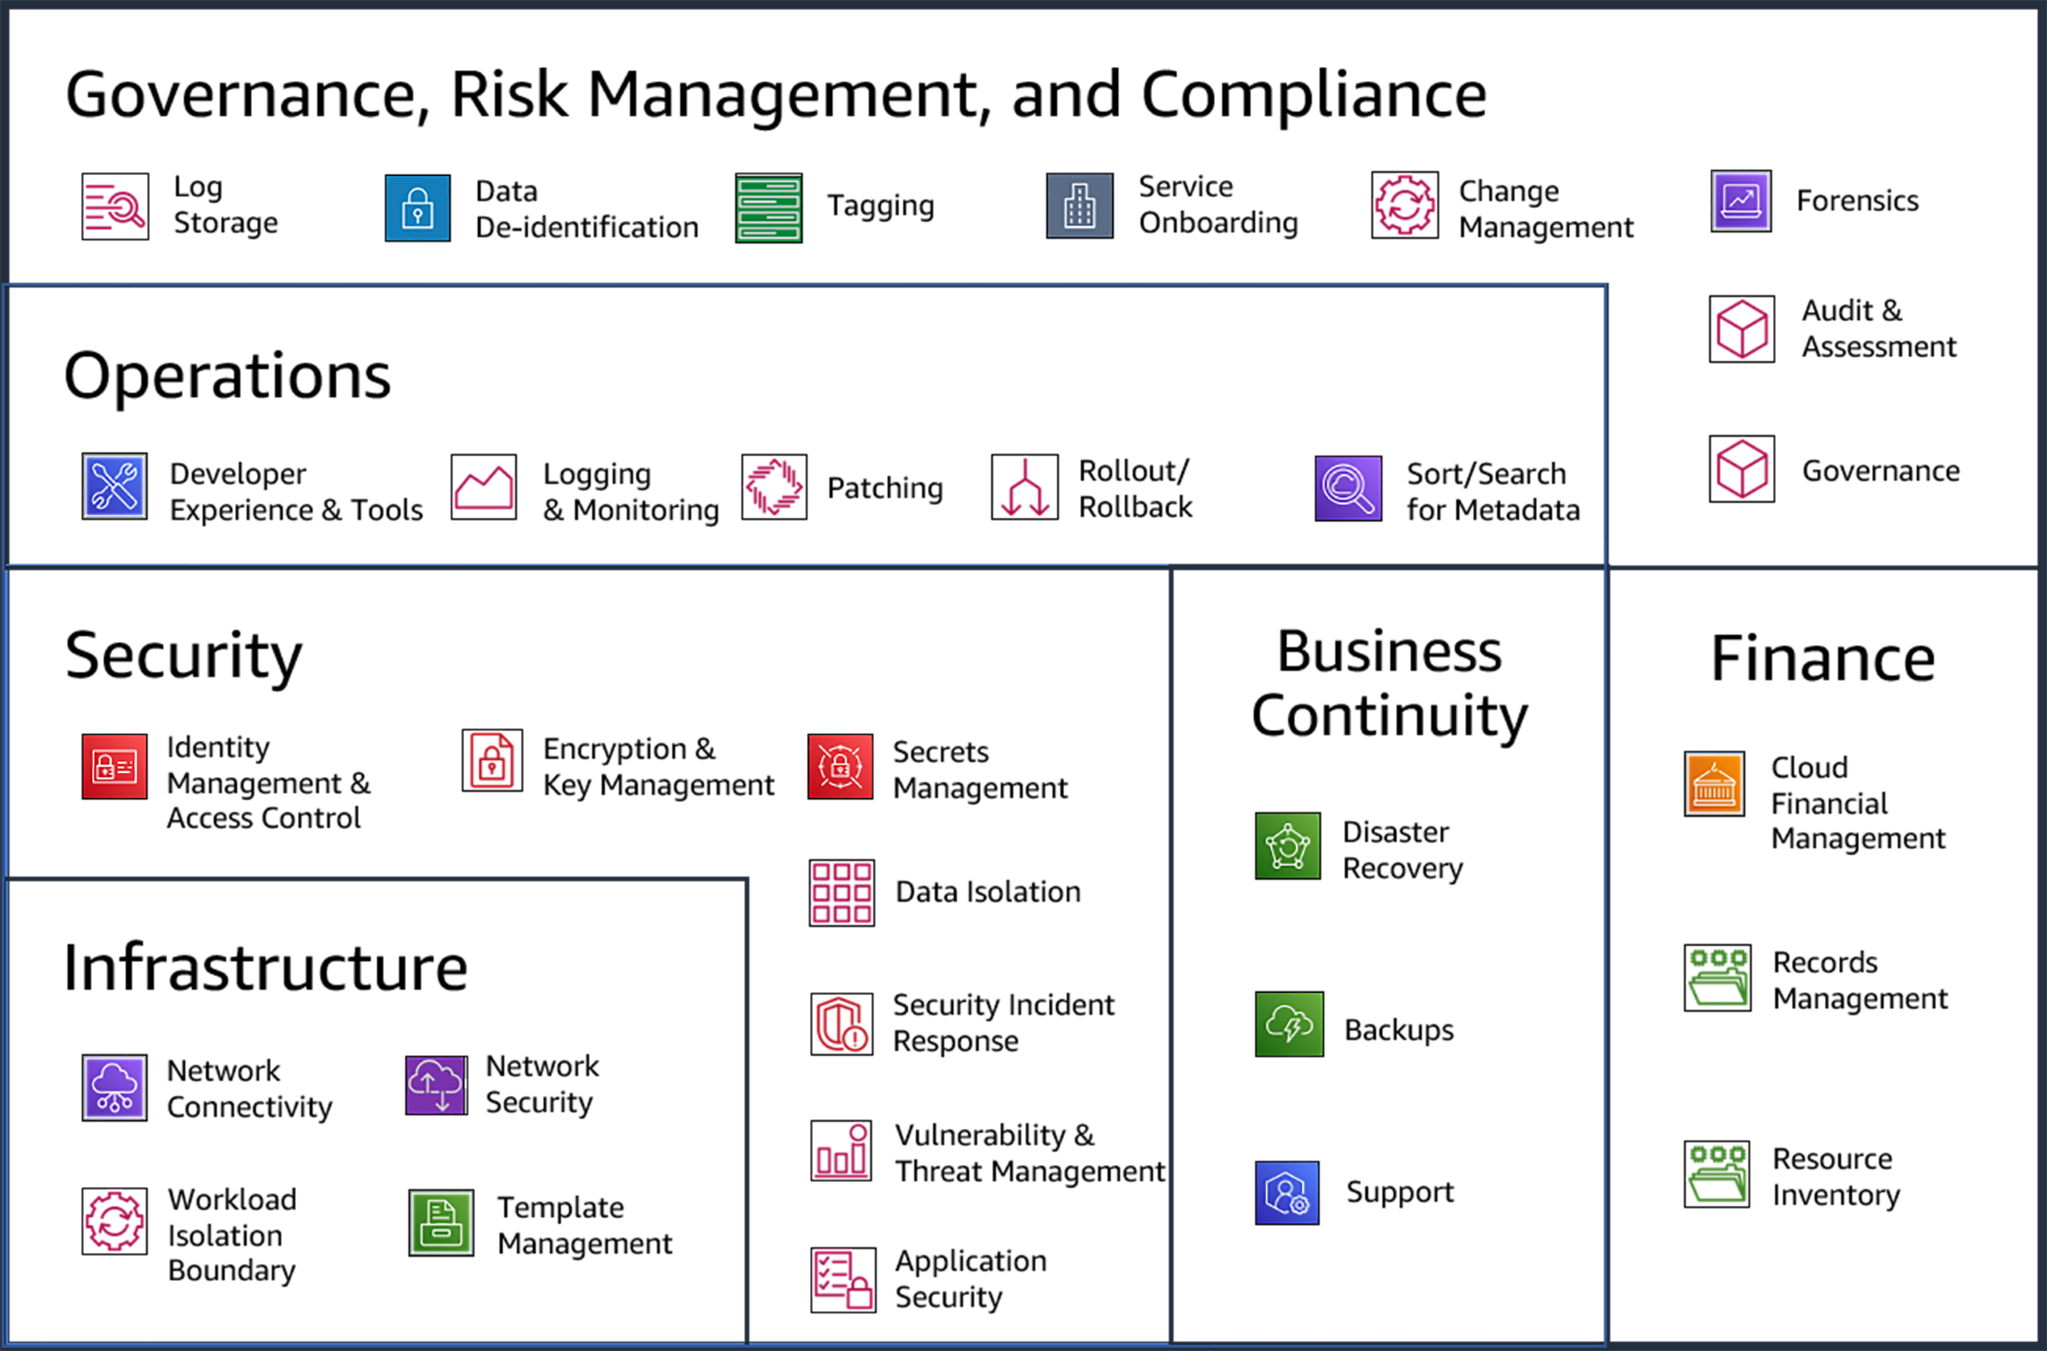 Governance, Risk Management, and Compliance
Log
Storage
Data
De-identification
Tagging
Service
Onboarding
Change
Management
Forensics
Audit &
Assessment
Governance
Operations
Developer
Experience & Tools
Logging
& Monitoring
Patching
Rollout/
Rollback
Sort/Search
for Metadata
Security
Identity
Management &
Access Control
Encryption &
Key Management
Secrets
Management
Data Isolation
Security Incident
Response
Vulnerability &
Threat Management
Application
Security
Infrastructure
Network
Connectivity
Network
Security
Workload
Isolation
Boundary
Template
Management
Business
Continuity
Disaster
Recovery
Backups
Support
Finance
Cloud
Financial
Management
Records
Management
Resource
Inventory